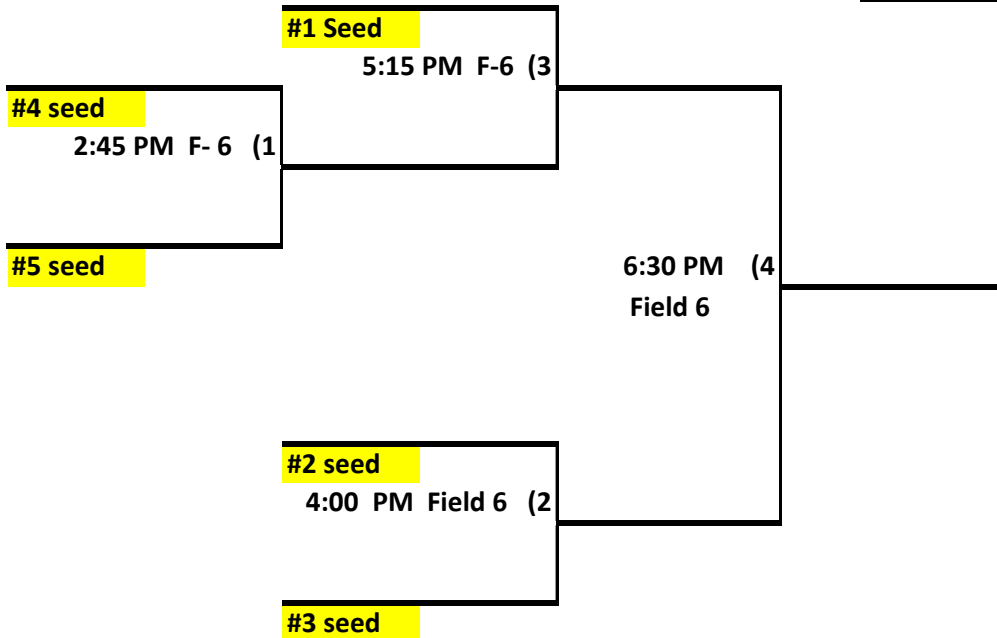 #1 Seed
5:15 PM  F-6  (3
#4 seed
2:45 PM  F- 6   (1
#5 seed
6:30 PM    (4
Field 6
#2 seed
4:00  PM  Field 6   (2
#3 seed